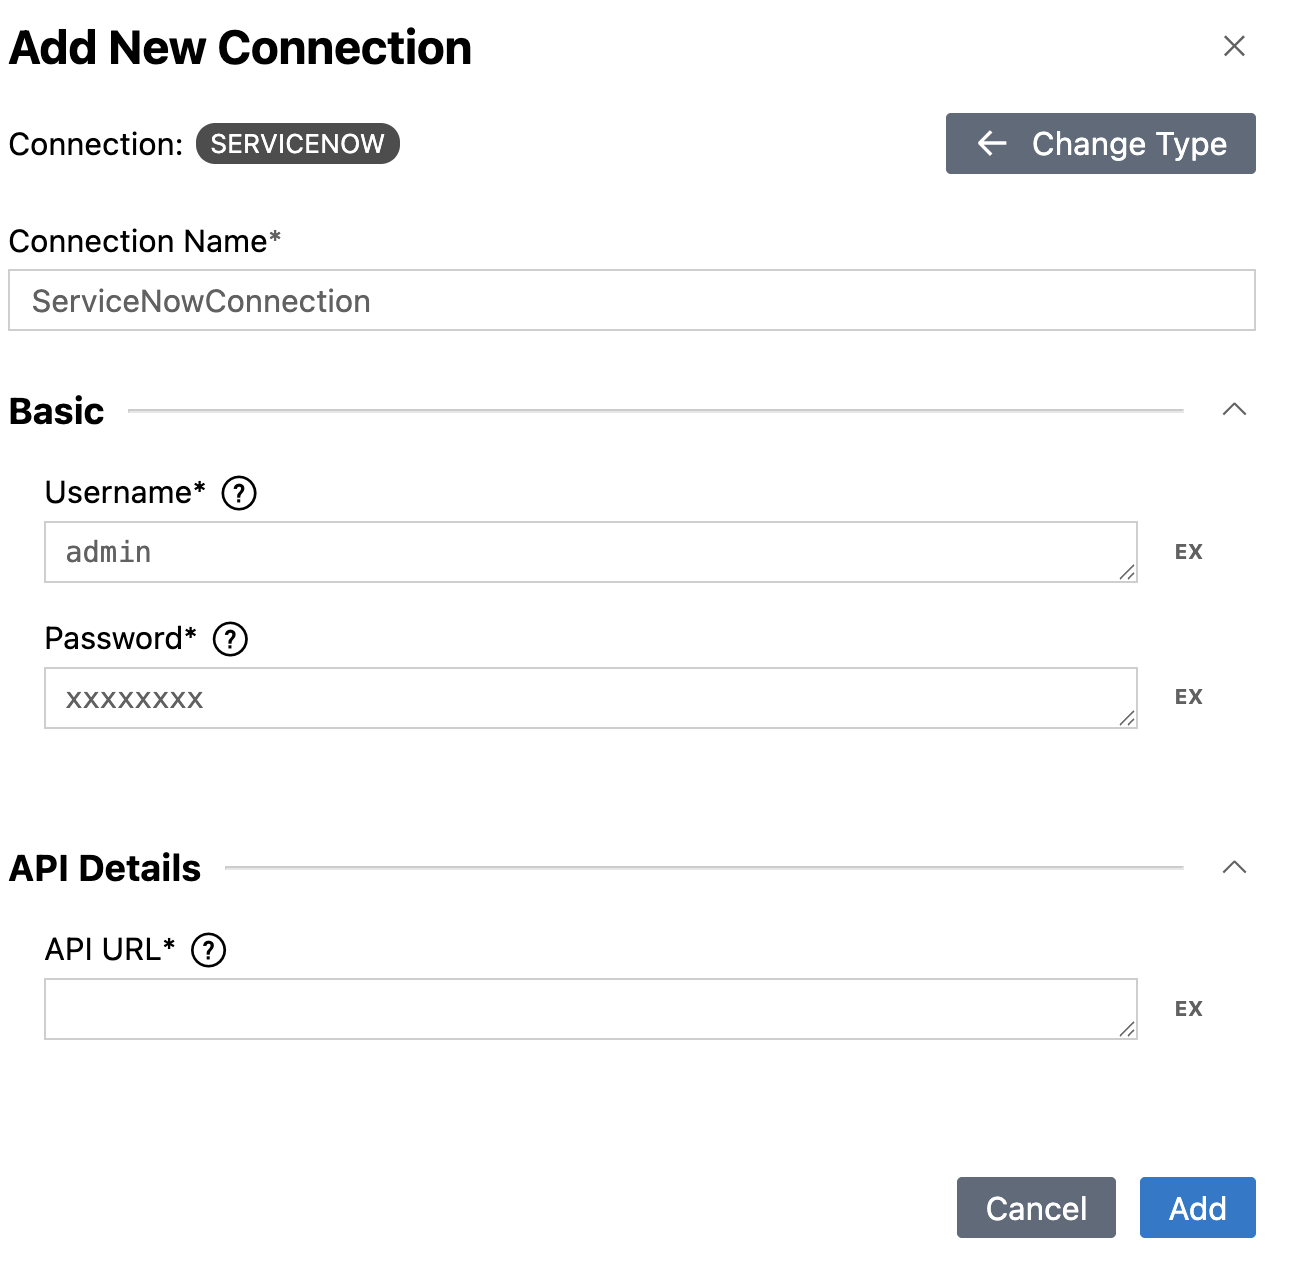 Add New Connection
Connection: SERVICENOW
← Change Type
Connection Name*
ServiceNowConnection
Basic
Username* ?
admin
EX
Password* ?
xxxxxxxx
EX
API Details
API URL* ?
EX
Cancel
Add